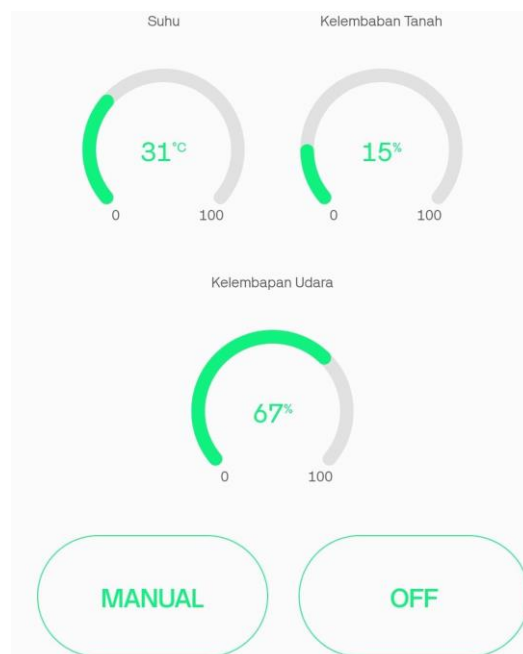 Suhu
Kelembaban Tanah
31°C
15%
0
100
0
100
Kelembapan Udara
67%
0
100
MANUAL
OFF